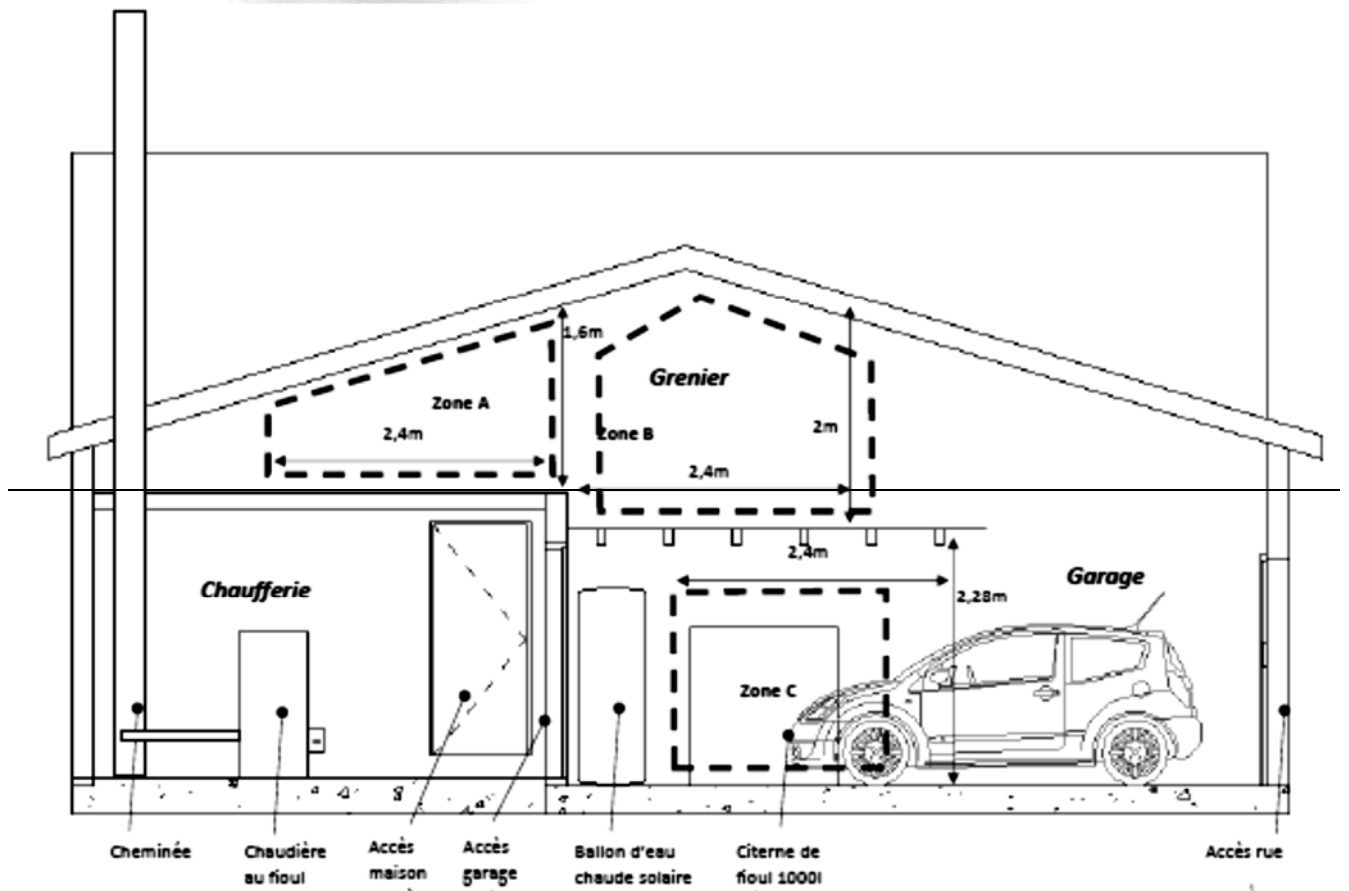 1,6m
Grenier
Zone A
2,4m
Zone B
2m
2,4m
2,4m
Chaufferie
Garage
2,28m
Zone C
Cheminée
Chaudière
au fioul
Accès
maison
Accès
garage
Ballon d'eau
chaude solaire
Citerne de
fioul 1000l
Accès rue